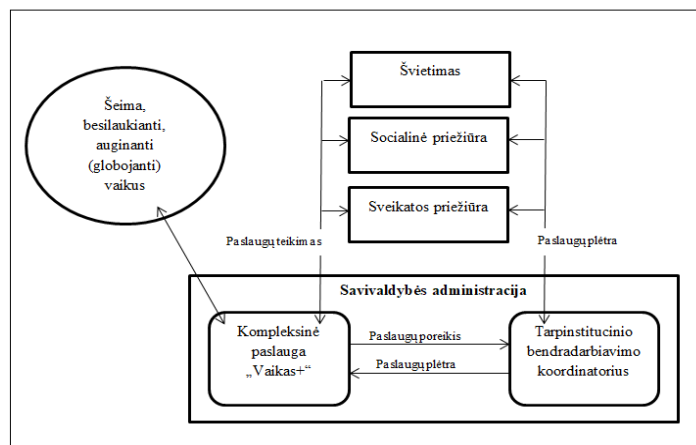 Šeima,
besilaukianti,
auginanti
(globojanti)
vaikus
Švietimas
Socialinė priežiūra
Sveikatos priežiūra
Paslaugų teikimas
Paslaugų plėtra
Savivaldybės administracija
Kompleksinė
paslauga
„Vaikas+“
Paslaugų poreikis
Paslaugų plėtra
Tarpinstitucinio
bendradarbiavimo
koordinatorius